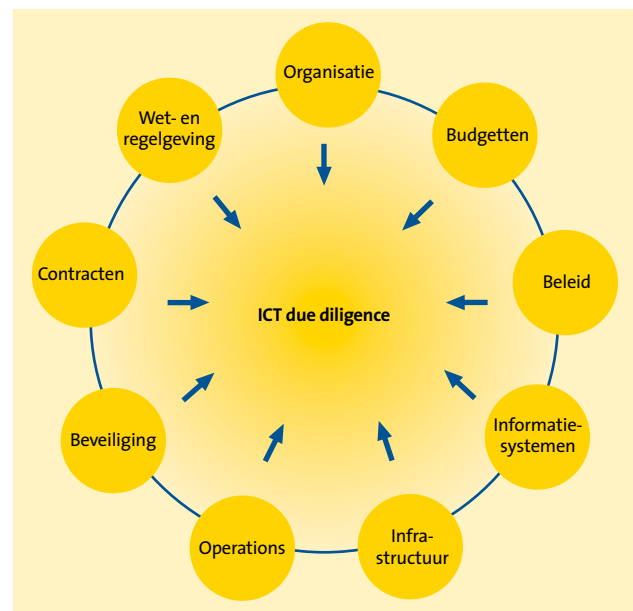 Organisatie
Budgetten
Beleid
Informatie-
systemen
Infra-
structuur
Operations
Beveiliging
Contracten
Wet- en
regelgeving
ICT due diligence